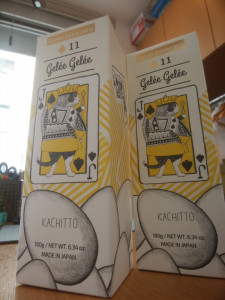 11
Gelée Gelée
J
KACHITTO
180g / NET WT. 6.34 oz.
MADE IN JAPAN
11
Gelée Gelée
J
KACHITTO
180g / NET WT. 6.34 oz.
MADE IN JAPAN